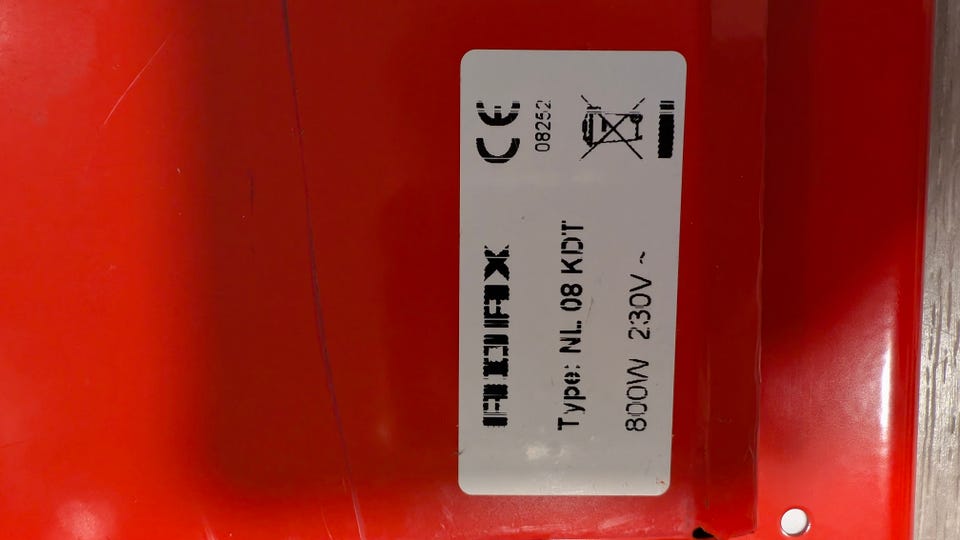 ADAX
Type: NL 08 KDT
800W 230V ~
CE
08252